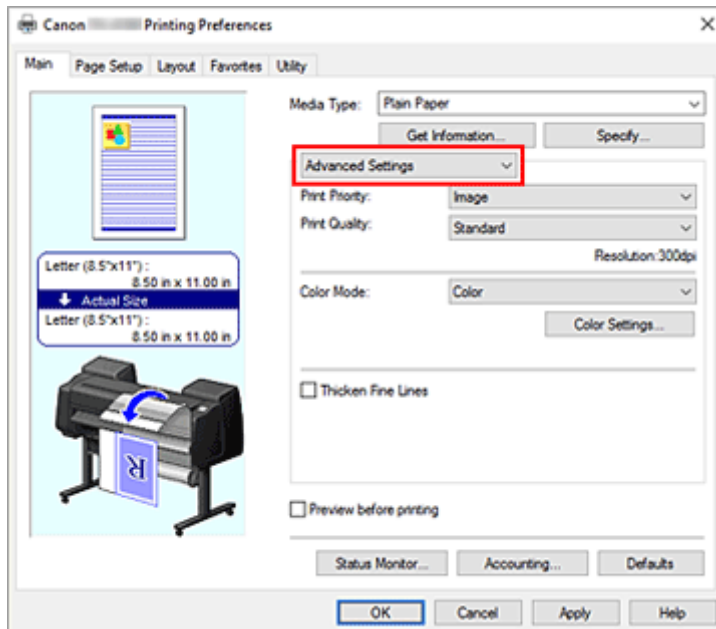 Canon Printing Preferences
Main Page Setup Layout Favorites Utility
Media Type: Plain Paper
Get Information... Specify...
Advanced Settings
Print Priority: Image
Print Quality: Standard
Resolution:300dpi
Letter (8.5"x11") :
8.50 in x 11.00 in
Actual Size
Letter (8.5"x11") :
8.50 in x 11.00 in
Color Mode: Color
Color Settings...
Thicken Fine Lines
R
Preview before printing
Status Monitor... Accounting... Defaults
OK Cancel Apply Help